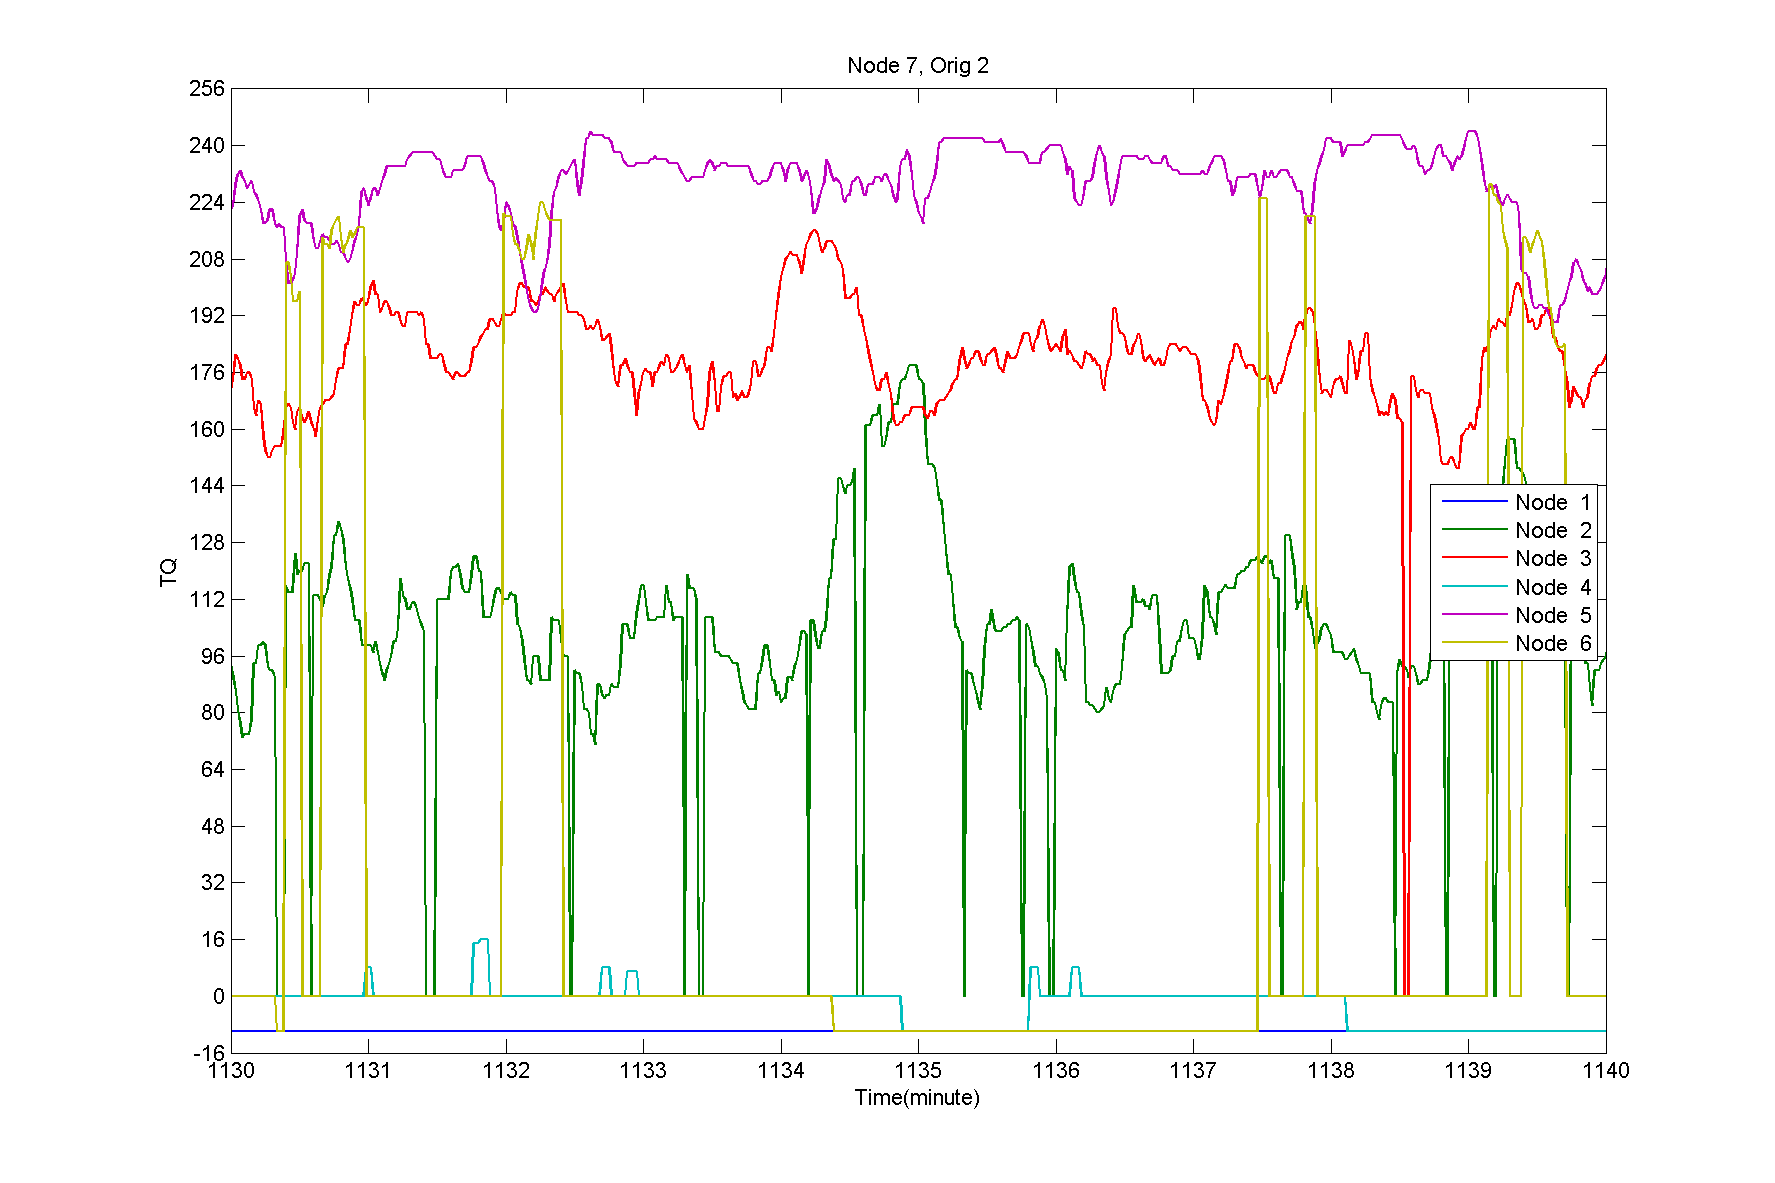 Node 7, Orig 2
256
240
224
208
192
176
160
144
128
112
96
80
64
48
32
16
0
-16
TQ
Node 1
Node 2
Node 3
Node 4
Node 5
Node 6
1130 1131 1132 1133 1134 1135 1136 1137 1138 1139 1140
Time(minute)